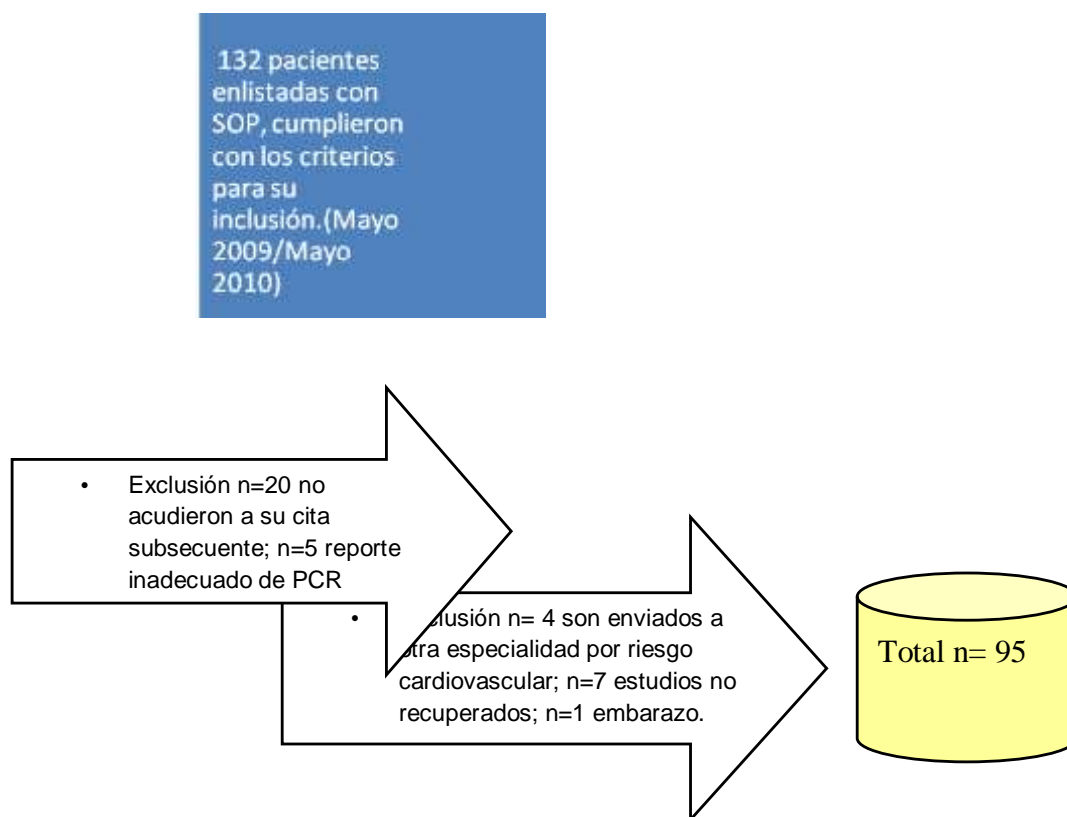 132 pacientes
enlistadas con
SOP, cumplieron
con los criterios
para su
inclusión.(Mayo
2009/Mayo
2010)
• Exclusión n=20 no
acudieron a su cita
subsecuente; n=5 reporte
inadecuado de PCR
• n= 4 son enviados a
especialidad por riesgo
cardiovascular; n=7 estudios no
recuperados; n=1 embarazo.
Total n= 95